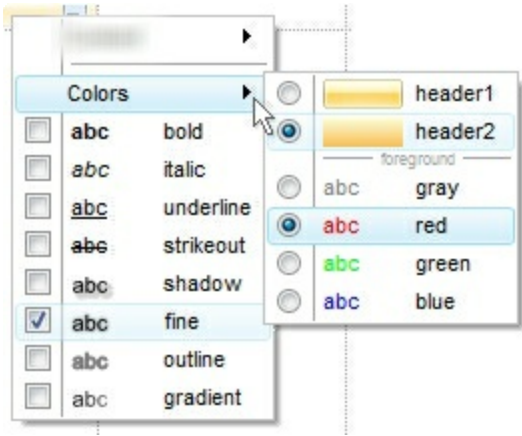 Colors
abc bold
abc italic
abc underline
abc strikeout
abc shadow
abc fine
abc outline
abc gradient
header1
header2
foreground
abc gray
abc red
abc green
abc blue